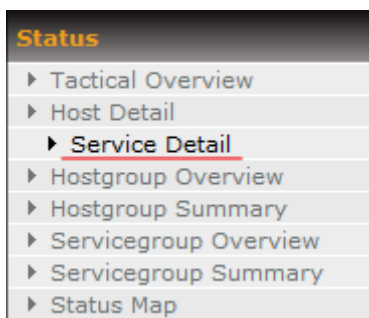 Status
Tactical Overview
Host Detail
Service Detail
Hostgroup Overview
Hostgroup Summary
Servicegroup Overview
Servicegroup Summary
Status Map